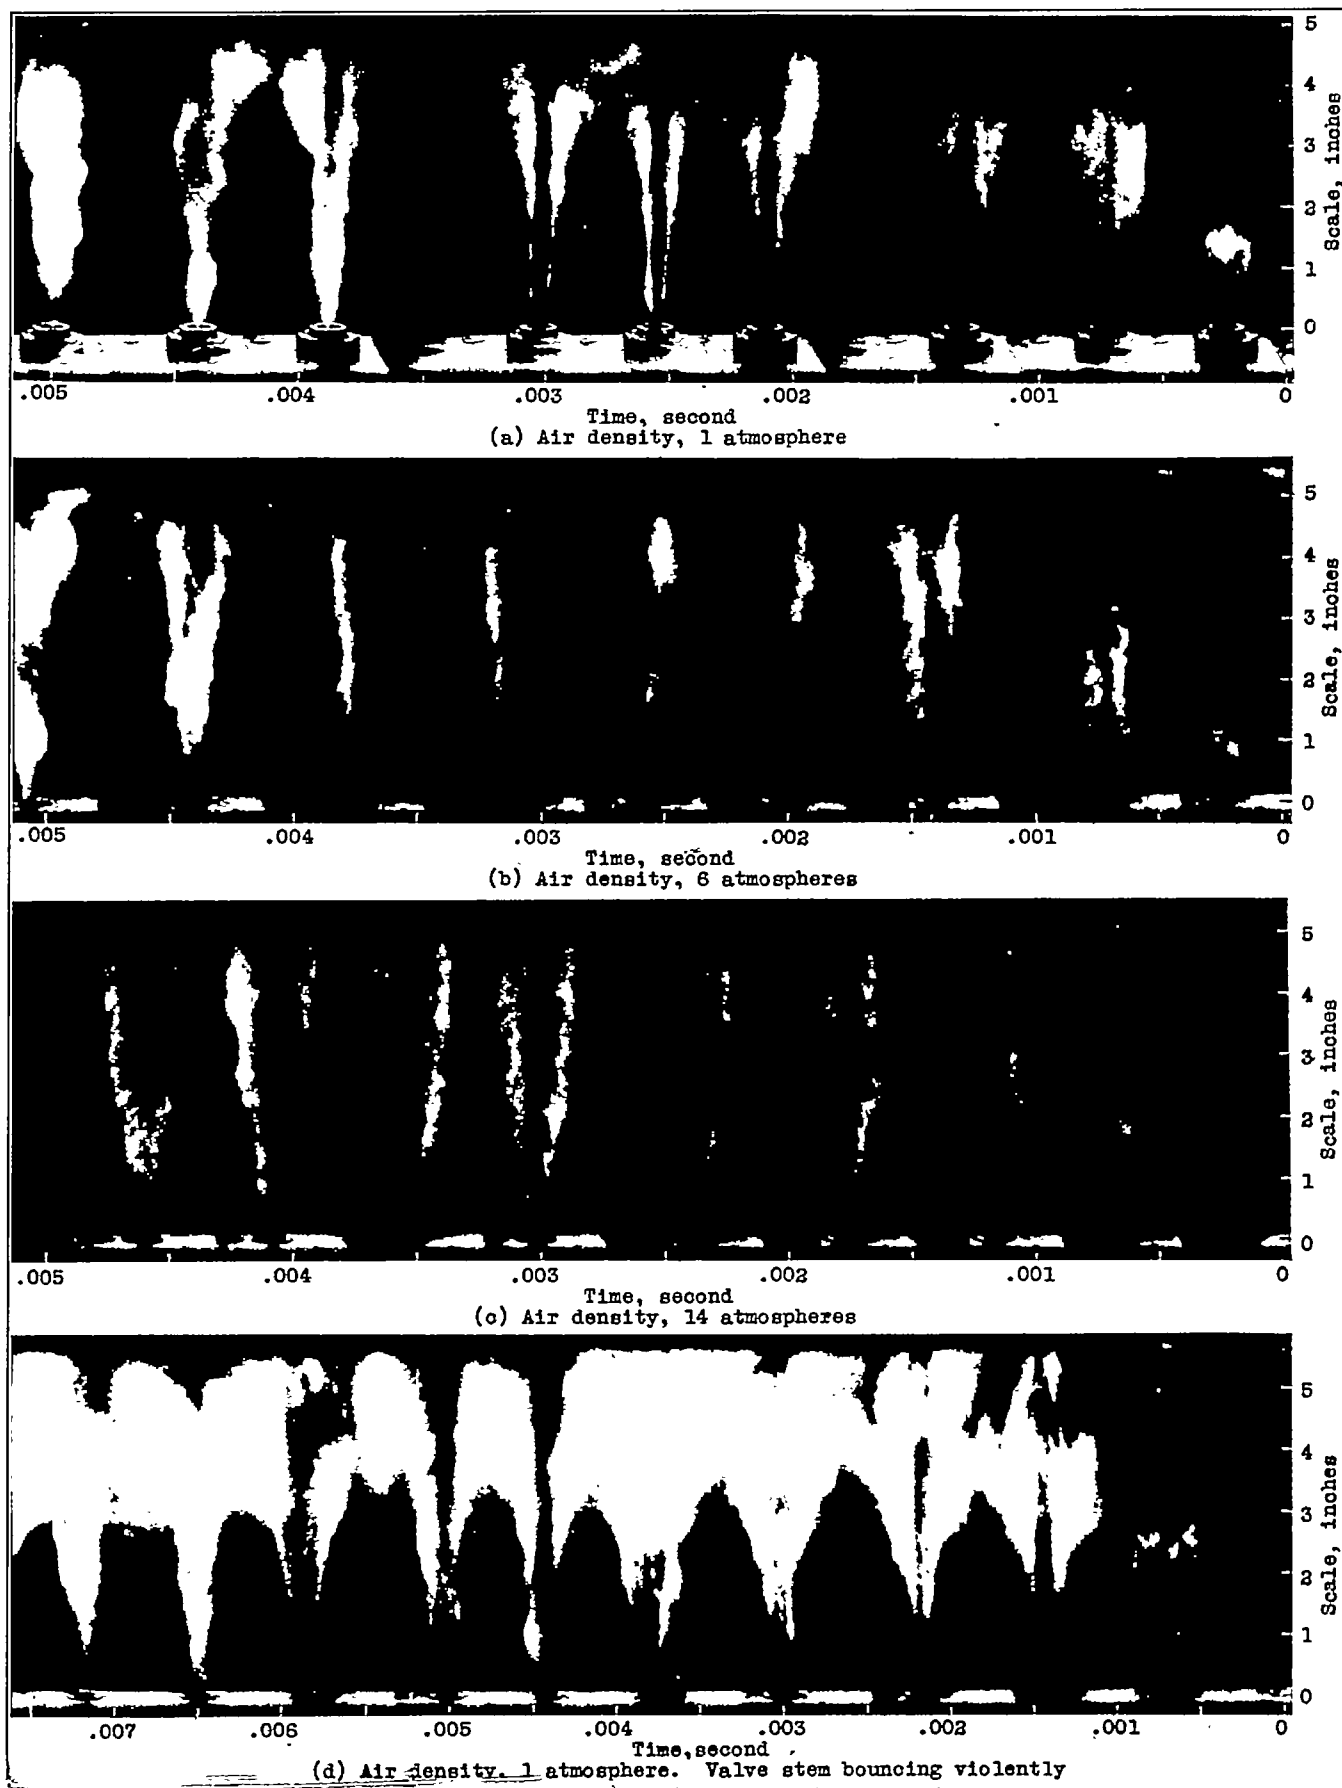 5
4
3
2
1
0
Scale, inches
.005 .004 .003 .002 .001 0
Time, second
(a) Air density, 1 atmosphere
5
4
3
2
1
0
Scale, inches
.005 .004 .003 .002 .001 0
Time, second
(b) Air density, 6 atmospheres
5
4
3
2
1
0
Scale, inches
.005 .004 .003 .002 .001 0
Time, second
(c) Air density, 14 atmospheres
5
4
3
2
1
0
Scale, inches
.007 .006 .005 .004 .003 .002 .001 0
Time,second
(d) Air density. 1 atmosphere. Valve stem bouncing violently